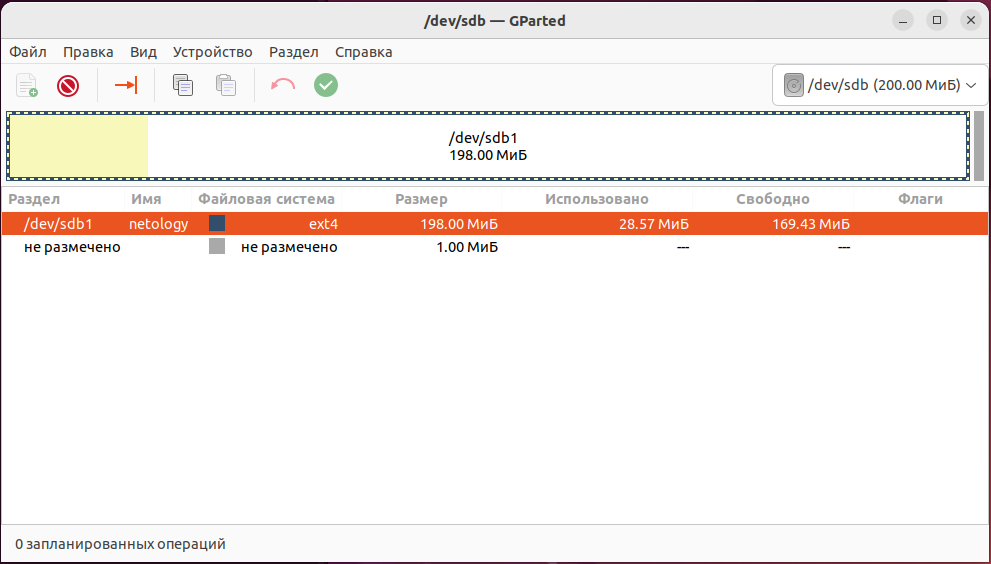 /dev/sdb — GParted
Файл Правка Вид Устройство Раздел Справка
/dev/sdb (200.00 МиБ)
/dev/sdb1
198.00 МиБ
Раздел Имя Файловая система Размер Использовано Свободно Флаги
/dev/sdb1 netology ext4 198.00 МиБ 28.57 МиБ 169.43 МиБ
не размечено не размечено 1.00 МиБ --- ---
0 запланированных операций